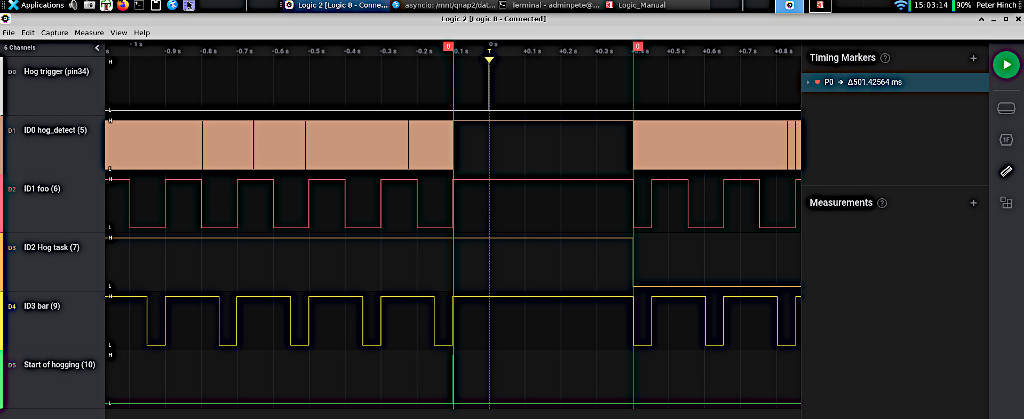 Applications
Logic 2 [Logic 8 - Conne...
asyncio: /mnt/qnap2/dat...
Terminal - adminpete@...
Logic_Manual
15:03:14
90%
Peter Hinch
Logic 2 [Logic 8 - Connected]
File Edit Capture Measure View Help
6 Channels
-1 s
-0.9 s -0.8 s -0.7 s -0.6 s -0.5 s -0.4 s -0.3 s -0.2 s -0.1 s 0 s +0.1 s +0.2 s +0.3 s +0.4 s +0.5 s +0.6 s +0.7 s +0.8 s
0
T
0
D0 Hog trigger (pin34)
H
L
D1 ID0 hog_detect (5)
H
D2 ID1 foo (6)
H
L
D3 ID2 Hog task (7)
H
L
D4 ID3 bar (9)
H
L
D5 Start of hogging (10)
H
L
Timing Markers ? +
P0 → Δ501.42564 ms
Measurements ? +
1F